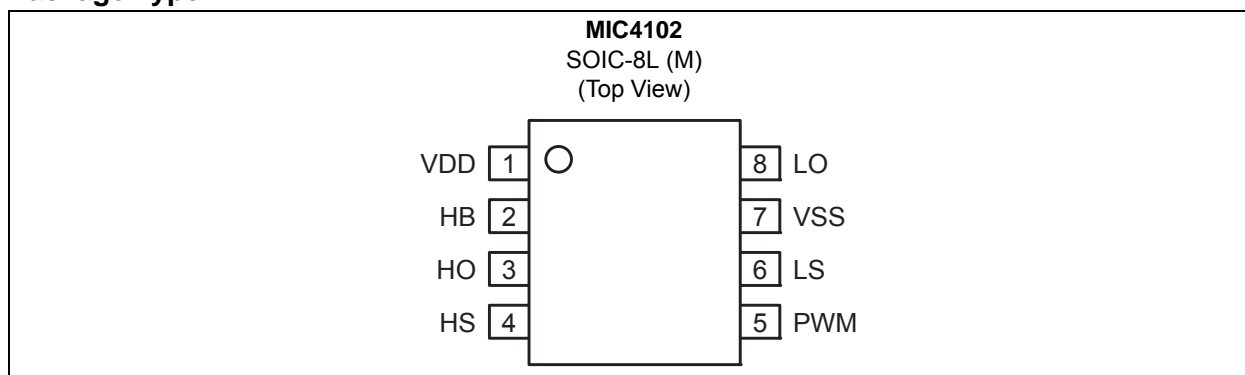 MIC4102
SOIC-8L (M)
(Top View)
VDD 1 8 LO
HB 2 7 VSS
HO 3 6 LS
HS 4 5 PWM